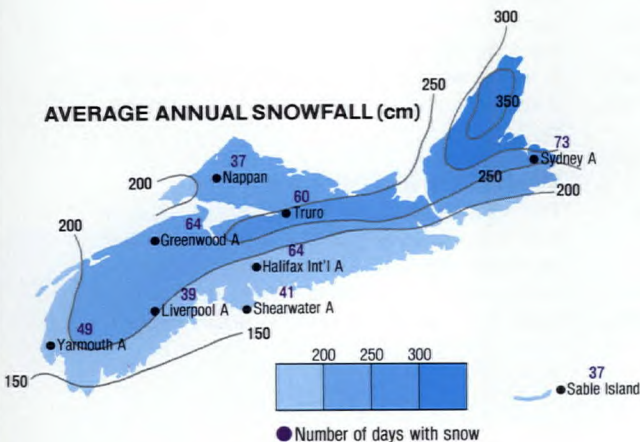 300
350
250
AVERAGE ANNUAL SNOWFALL (cm)
73
Sydney A
37
Nappan
200
250
200
60
Truro
64
Greenwood A
200
64
Halifax Int'l A
39
Liverpool A
41
Shearwater A
49
Yarmouth A
150
150
200 250 300
37
Sable Island
Number of days with snow